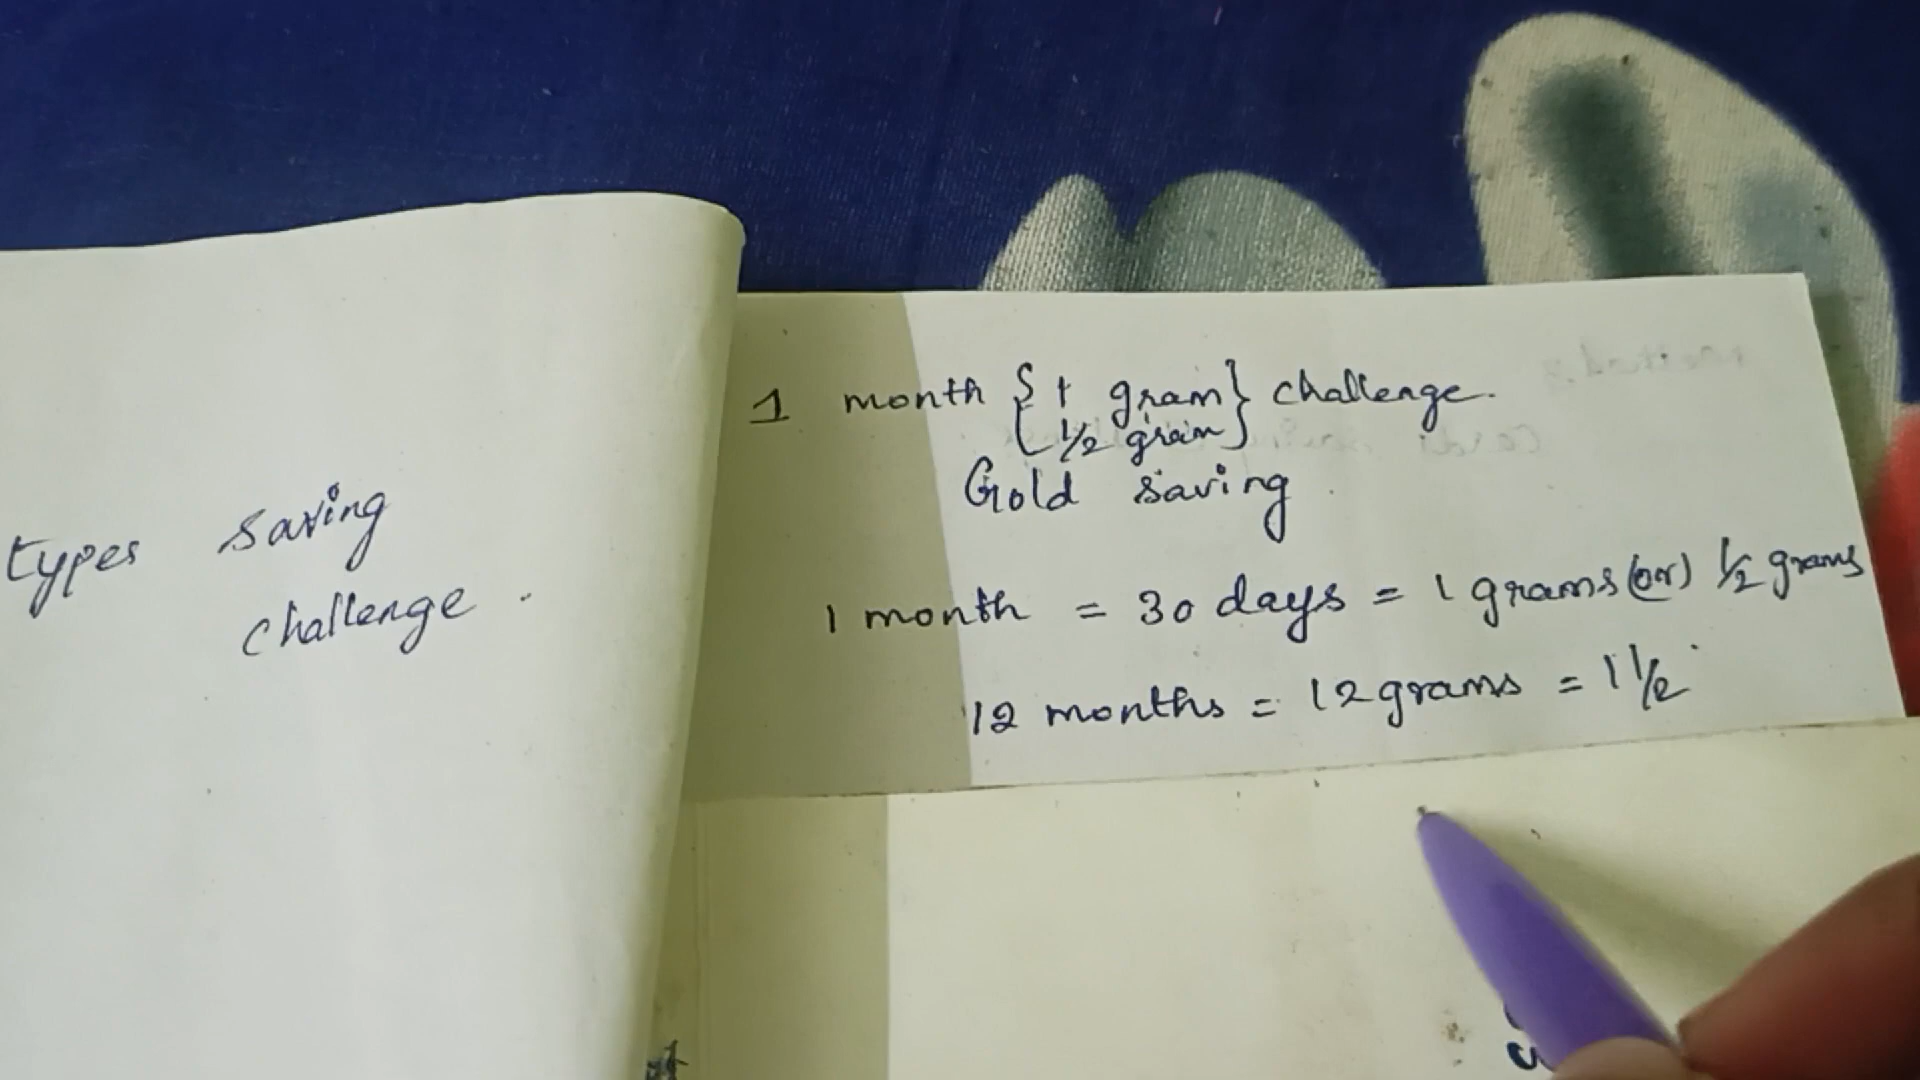 types saving
challenge.
1 month { 1 gram } challenge.
{ 1/2 gram }
Gold saving
1 month = 30 days = 1 grams (or) 1/2 grams
12 months = 12 grams = 1 1/2